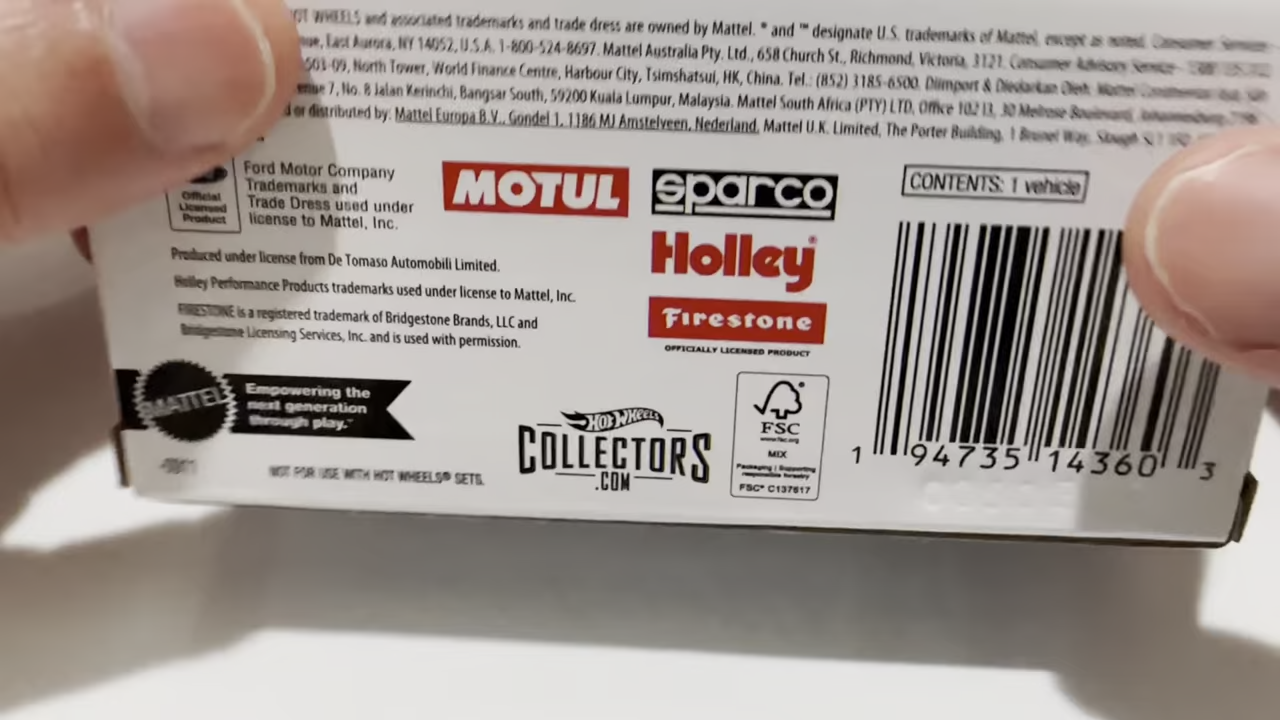 HOT WHEELS and associated trademarks and trade dress are owned by Mattel. ® and ™ designate U.S. trademarks of Mattel, except as noted. Consumer Services
East Aurora, NY 14052, U.S.A. 1-800-524-8697. Mattel Australia Pty. Ltd., 658 Church St., Richmond, Victoria, 3121. Consumer Advisory Service
North Tower, World Finance Centre, Harbour City, Tsimshatsui, HK, China. Tel.: (852) 3185-6500. Diimport & Diedarkan Oleh: Mattel
7, No. 8 Jalan Kerinchi, Bangsar South, 59200 Kuala Lumpur, Malaysia. Mattel South Africa (PTY) LTD, Office 102 I3, 30 Melrose Boulevard, Johannesburg
or distributed by: Mattel Europa B.V., Gondel 1, 1186 MJ Amstelveen, Nederland. Mattel U.K. Limited, The Porter Building, 1 Brunel Way, Slough
Official
Licensed
Product
Ford Motor Company
Trademarks and
Trade Dress used under
license to Mattel, Inc.
MOTUL
sparco
CONTENTS: 1 vehicle
Holley
Firestone
OFFICIALLY LICENSED PRODUCT
Produced under license from De Tomaso Automobili Limited.
Holley Performance Products trademarks used under license to Mattel, Inc.
FIRESTONE is a registered trademark of Bridgestone Brands, LLC and
Bridgestone Licensing Services, Inc. and is used with permission.
MATTEL
Empowering the
next generation
through play.™
NOT FOR USE WITH HOT WHEELS® SETS.
HOT WHEELS
COLLECTORS
.COM
FSC
www.fsc.org
MIX
Packaging | Supporting
responsible forestry
FSC® C137617
1 94735 14360 3